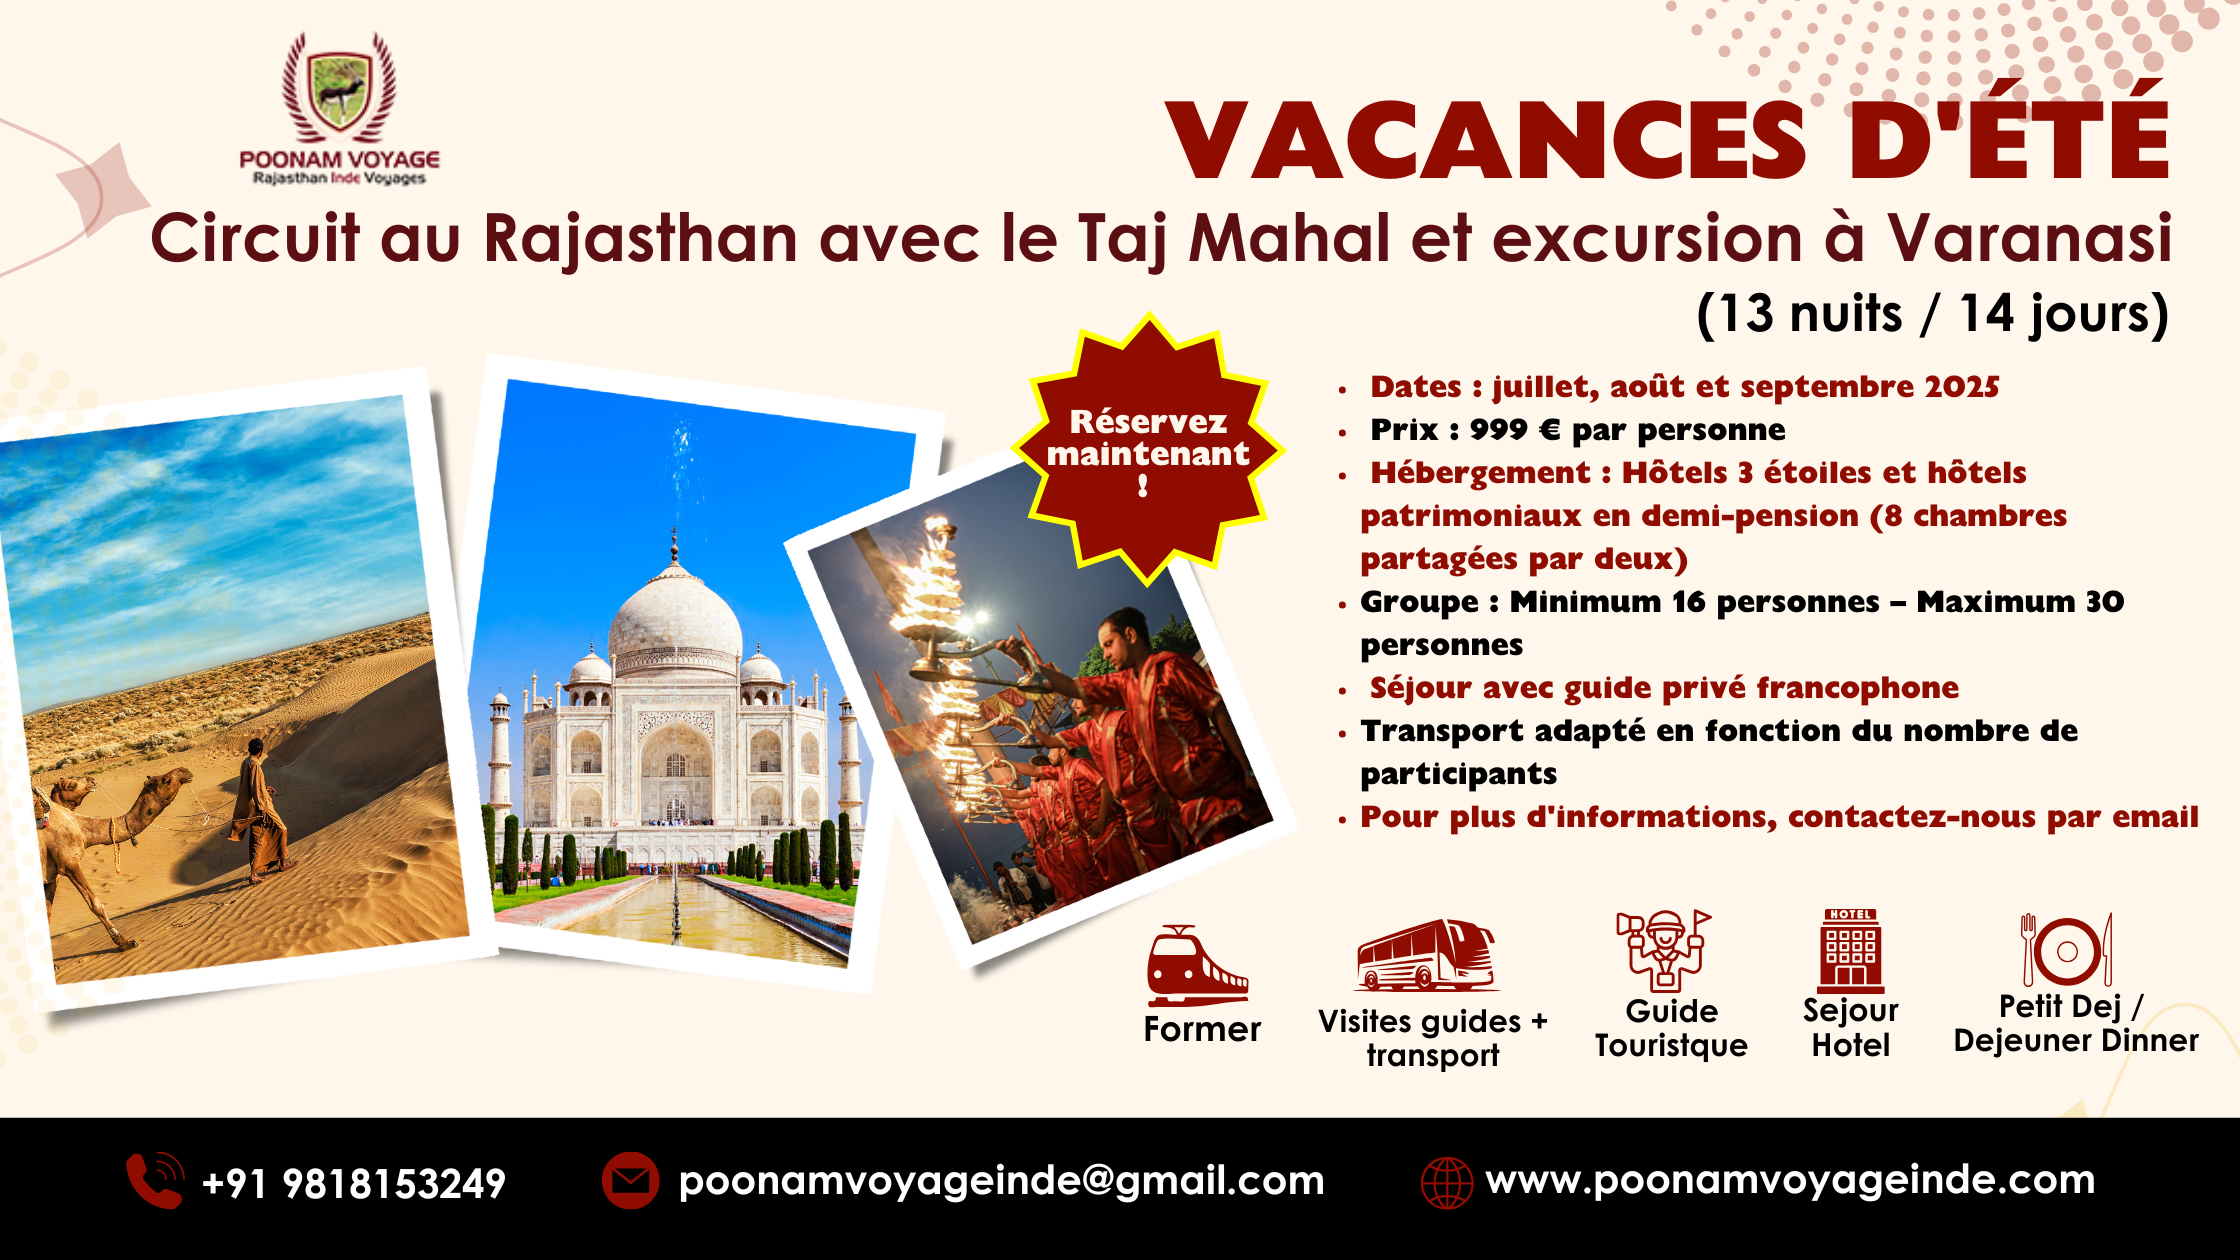 POONAM VOYAGE
Rajasthan Inde Voyages
VACANCES D'ÉTÉ
Circuit au Rajasthan avec le Taj Mahal et excursion à Varanasi
(13 nuits / 14 jours)
Réservez
maintenant
!
• Dates : juillet, août et septembre 2025
• Prix : 999 € par personne
• Hébergement : Hôtels 3 étoiles et hôtels
patrimoniaux en demi-pension (8 chambres
partagées par deux)
• Groupe : Minimum 16 personnes – Maximum 30
personnes
• Séjour avec guide privé francophone
• Transport adapté en fonction du nombre de
participants
• Pour plus d'informations, contactez-nous par email
Former
Visites guides +
transport
Guide
Touristque
HOTEL
Sejour
Hotel
Petit Dej /
Dejeuner Dinner
+91 9818153249
poonamvoyageinde@gmail.com
www.poonamvoyageinde.com